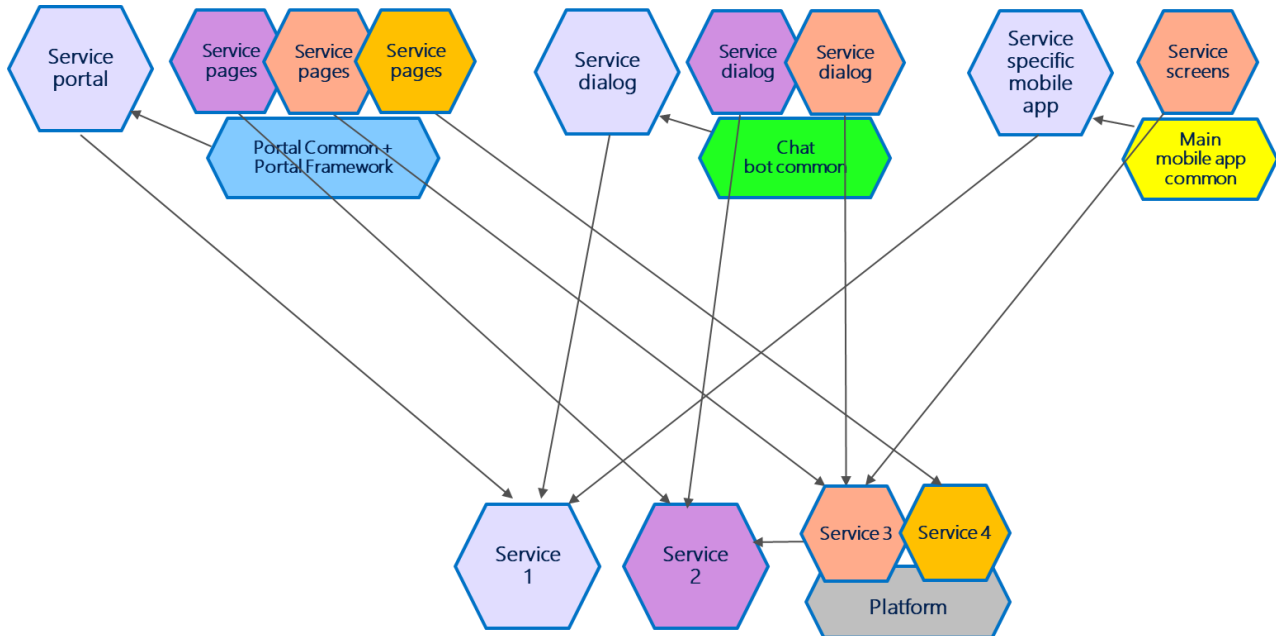 Service
portal
Service
pages
Service
pages
Service
pages
Portal Common +
Portal Framework
Service
dialog
Service
dialog
Service
dialog
Chat
bot common
Service
specific
mobile
app
Service
screens
Main
mobile app
common
Service
1
Service
2
Service 3
Service 4
Platform